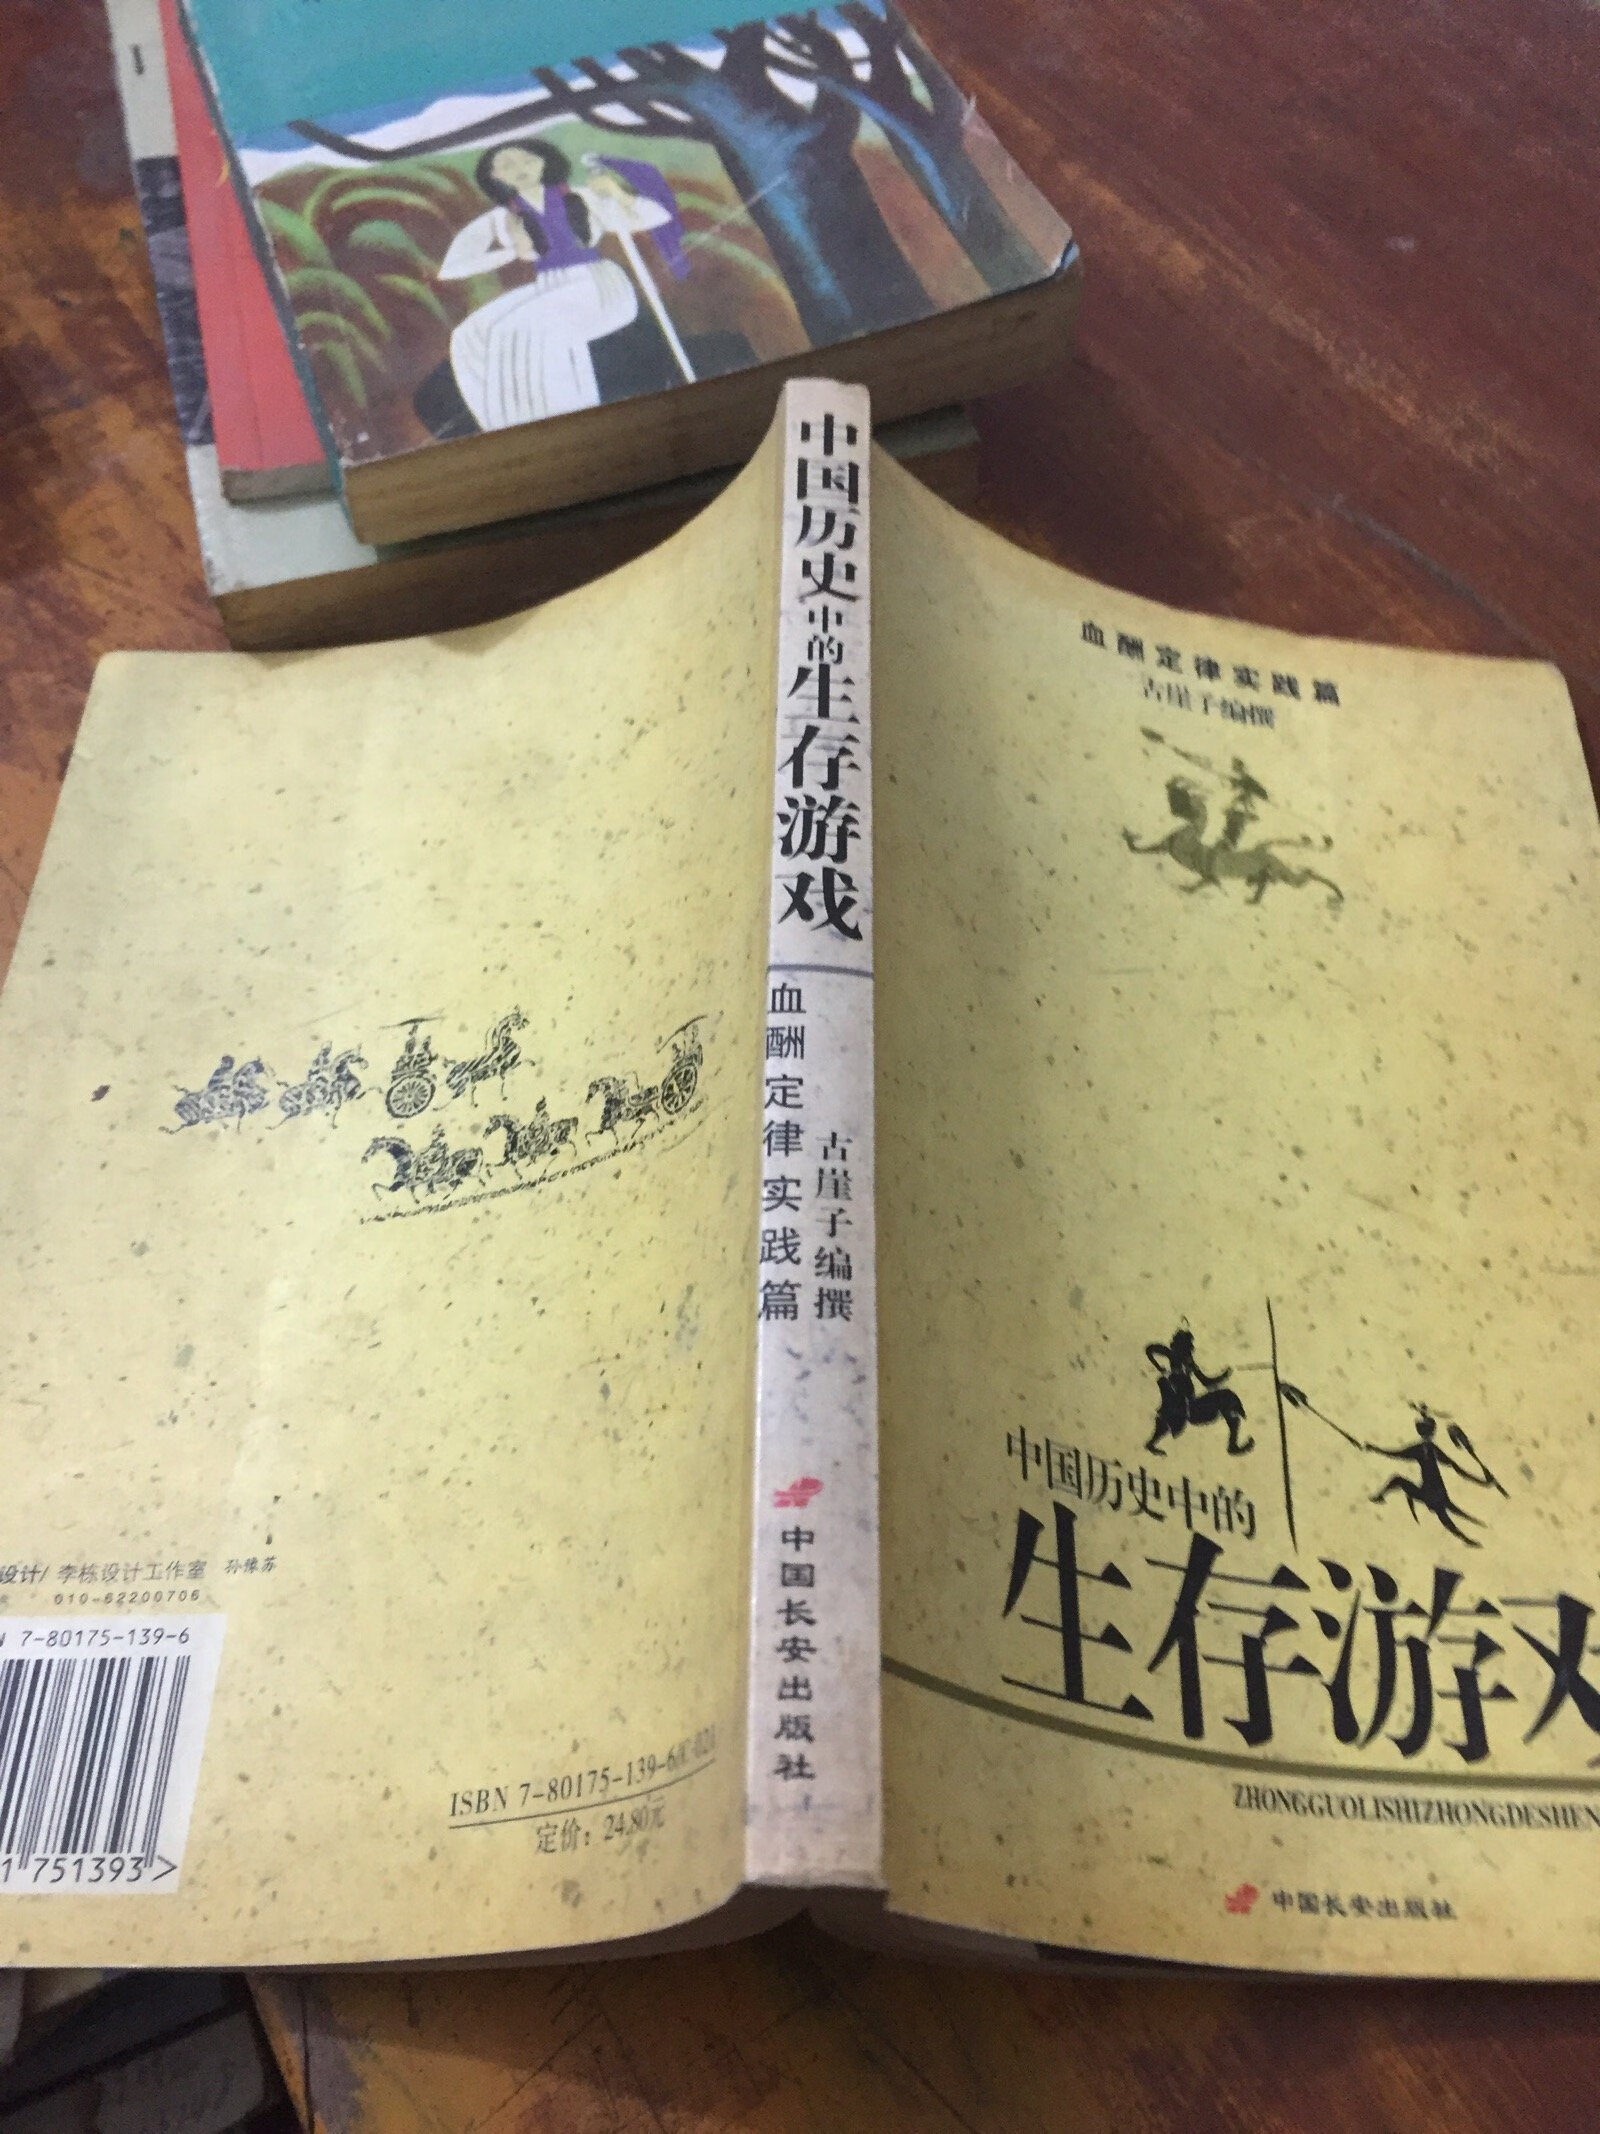 1
中国历史中的生存游戏
血酬定律实践篇
古崖子编撰
中国长安出版社
血酬定律实践篇
古崖子编撰
中国历史中的
生存游戏
ZHONGGUOLISHIZHONGDESHEN
中国长安出版社
设计/李栋设计工作室 孙豫苏
010-62200706
7-80175-139-6
1751393>
ISBN 7-80175-139-6/K·021
定价：24.80元